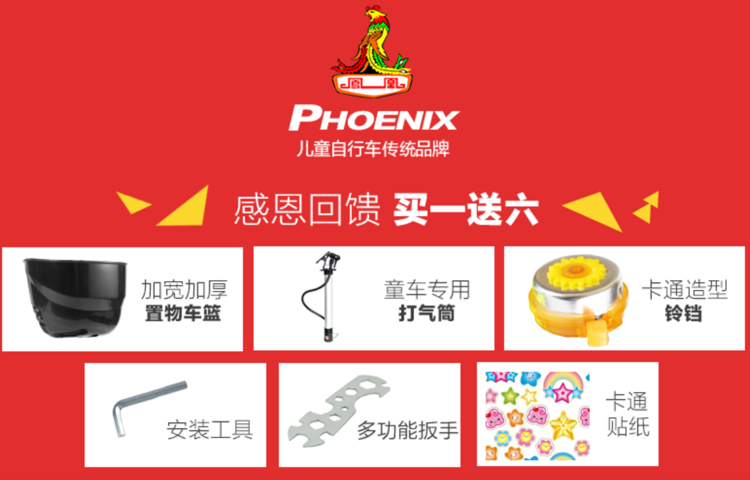 鳳凰
PHOENIX
儿童自行车传统品牌
感恩回馈 买一送六
加宽加厚
置物车篮
童车专用
打气筒
卡通造型
铃铛
安装工具
多功能扳手
卡通
贴纸